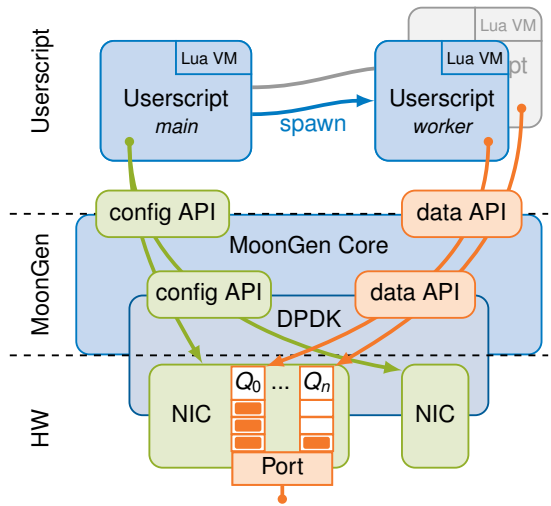 Userscript
Lua VM
Userscript
main
spawn
Lua VM
Userscript
worker
Lua VM
pt
config API
data API
MoonGen
MoonGen Core
config API
data API
DPDK
HW
NIC
Q0 ... Qn
NIC
Port